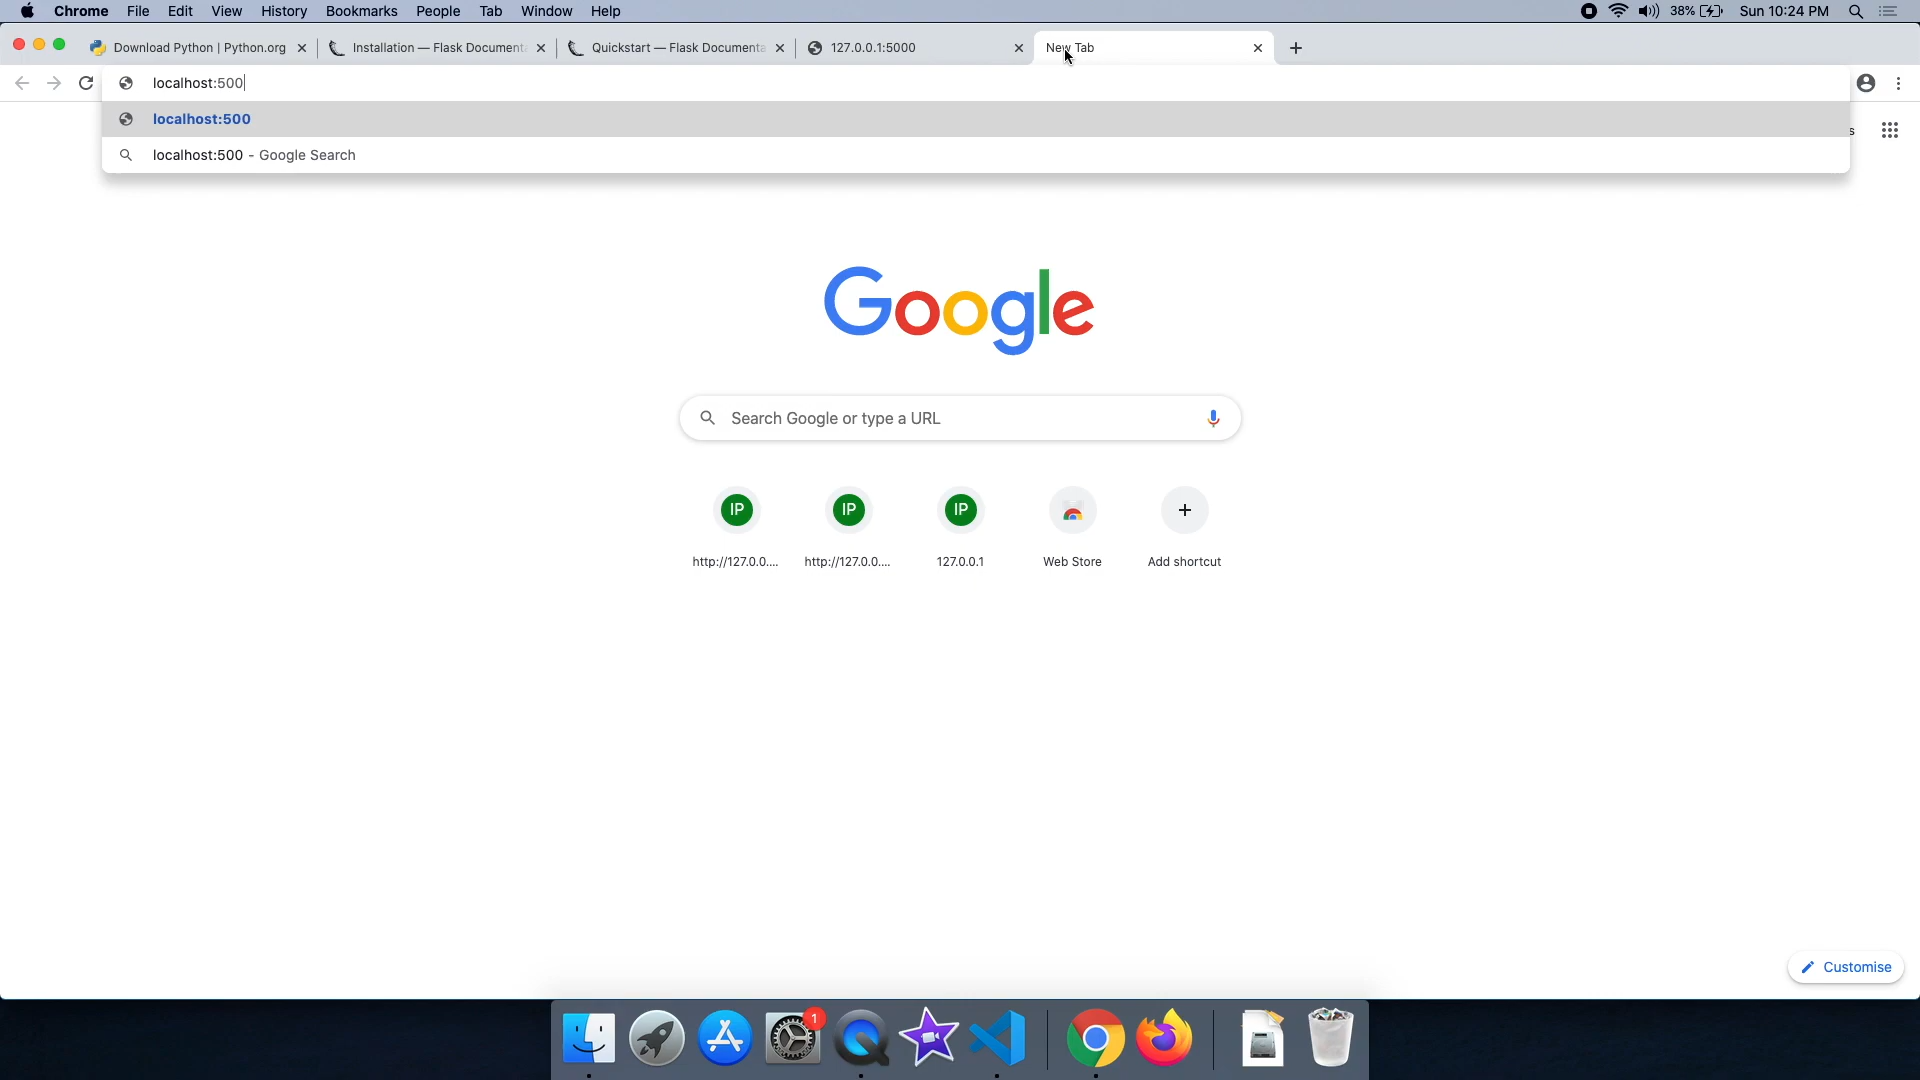 Chrome File Edit View History Bookmarks People Tab Window Help 38% Sun 10:24 PM
Download Python | Python.org Installation — Flask Documenta Quickstart — Flask Documenta 127.0.0.1:5000 New Tab
localhost:500
localhost:500
s
localhost:500 - Google Search
Google
Search Google or type a URL
IP IP IP
http://127.0.0.... http://127.0.0.... 127.0.0.1 Web Store Add shortcut
Customise
1